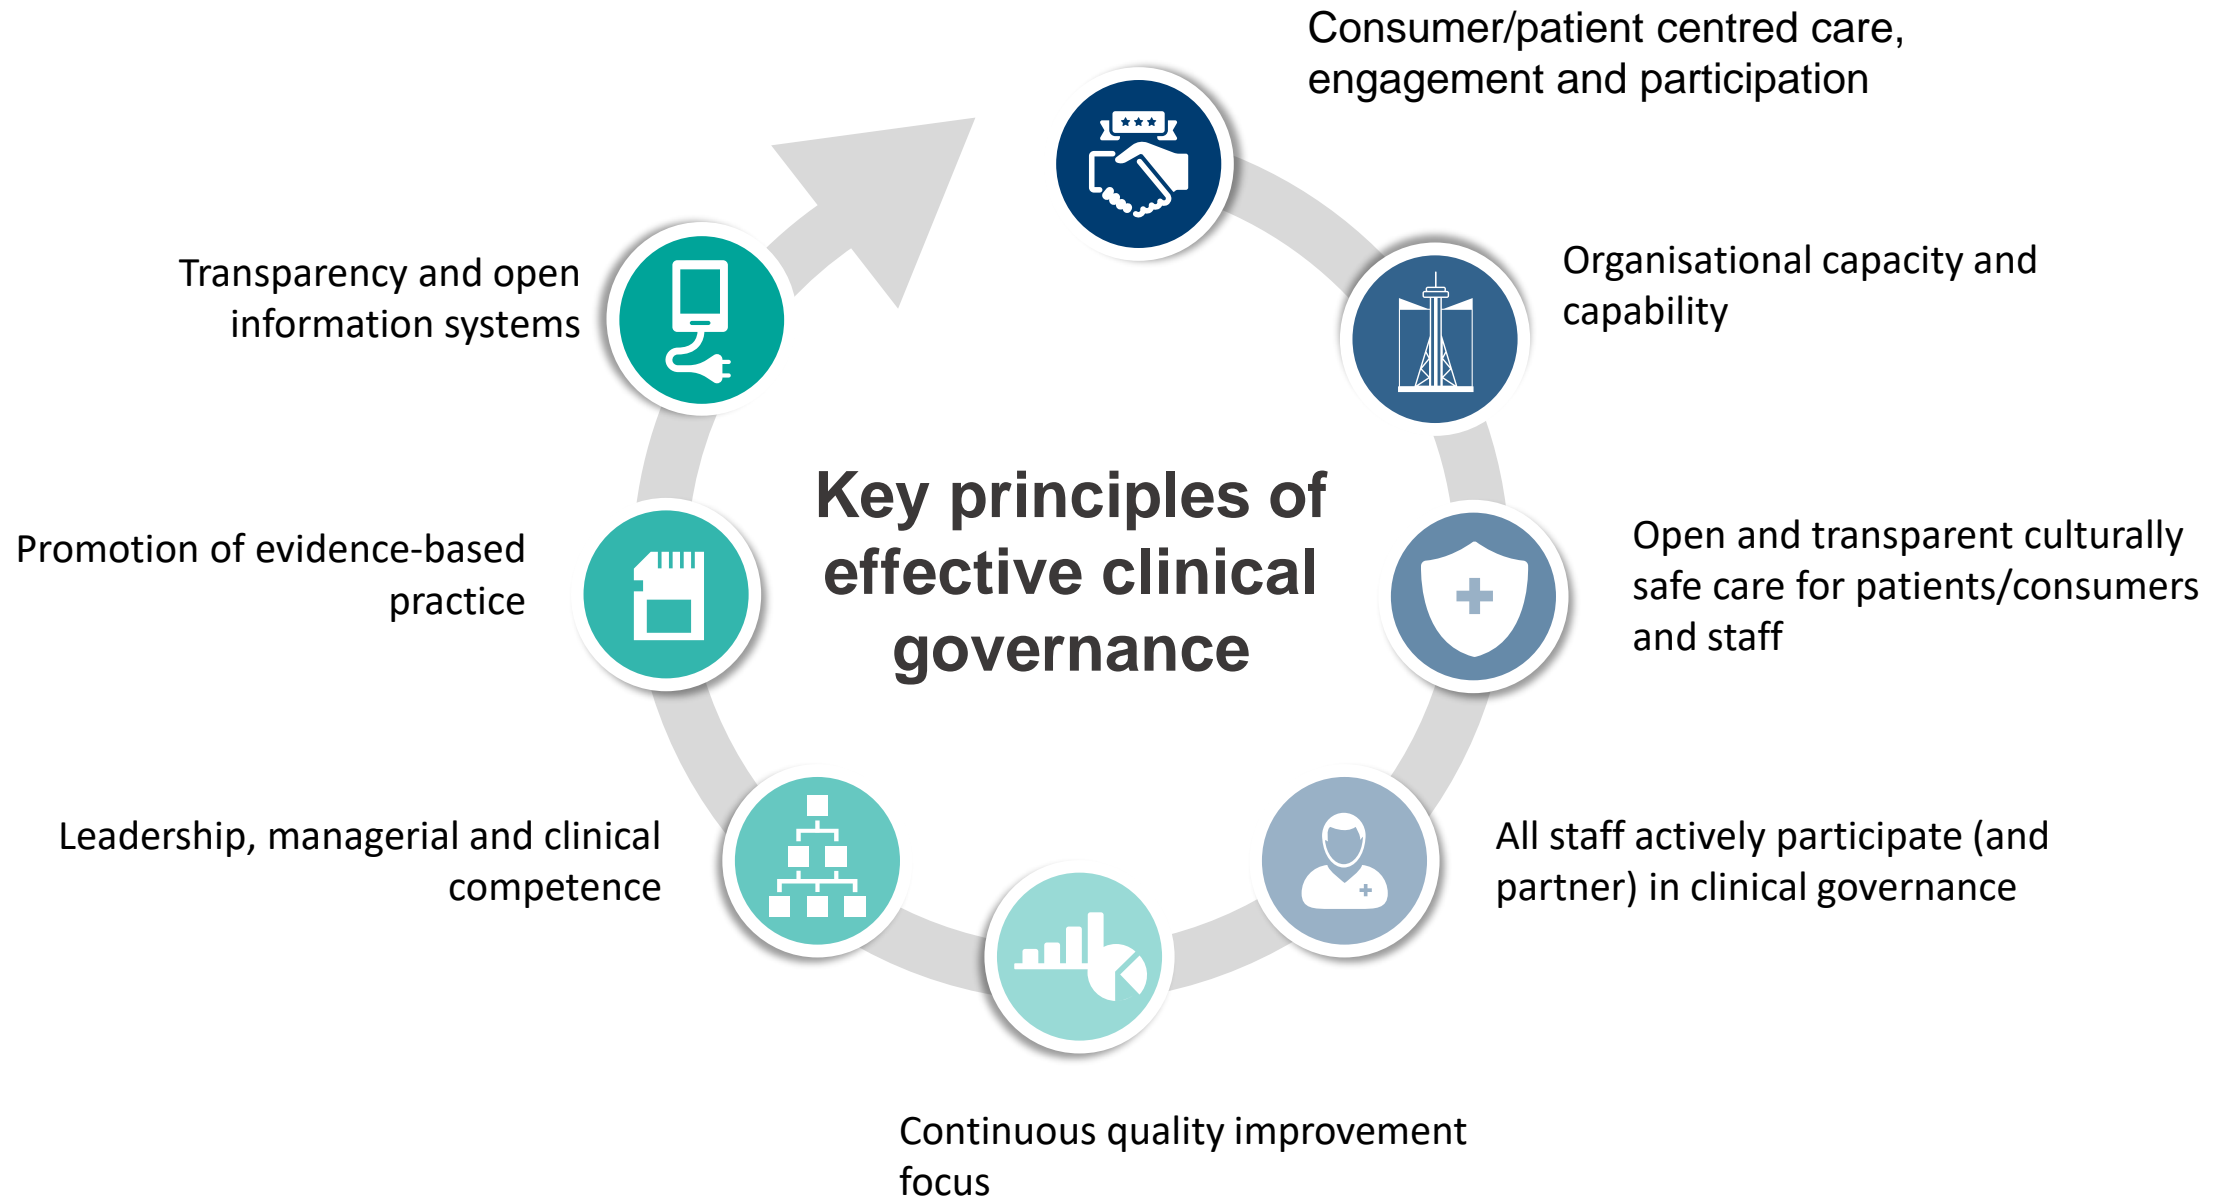 Consumer/patient centred care,
engagement and participation
Organisational capacity and
capability
Open and transparent culturally
safe care for patients/consumers
and staff
All staff actively participate (and
partner) in clinical governance
Continuous quality improvement
focus
Leadership, managerial and clinical
competence
Promotion of evidence-based
practice
Transparency and open
information systems
Key principles of
effective clinical
governance